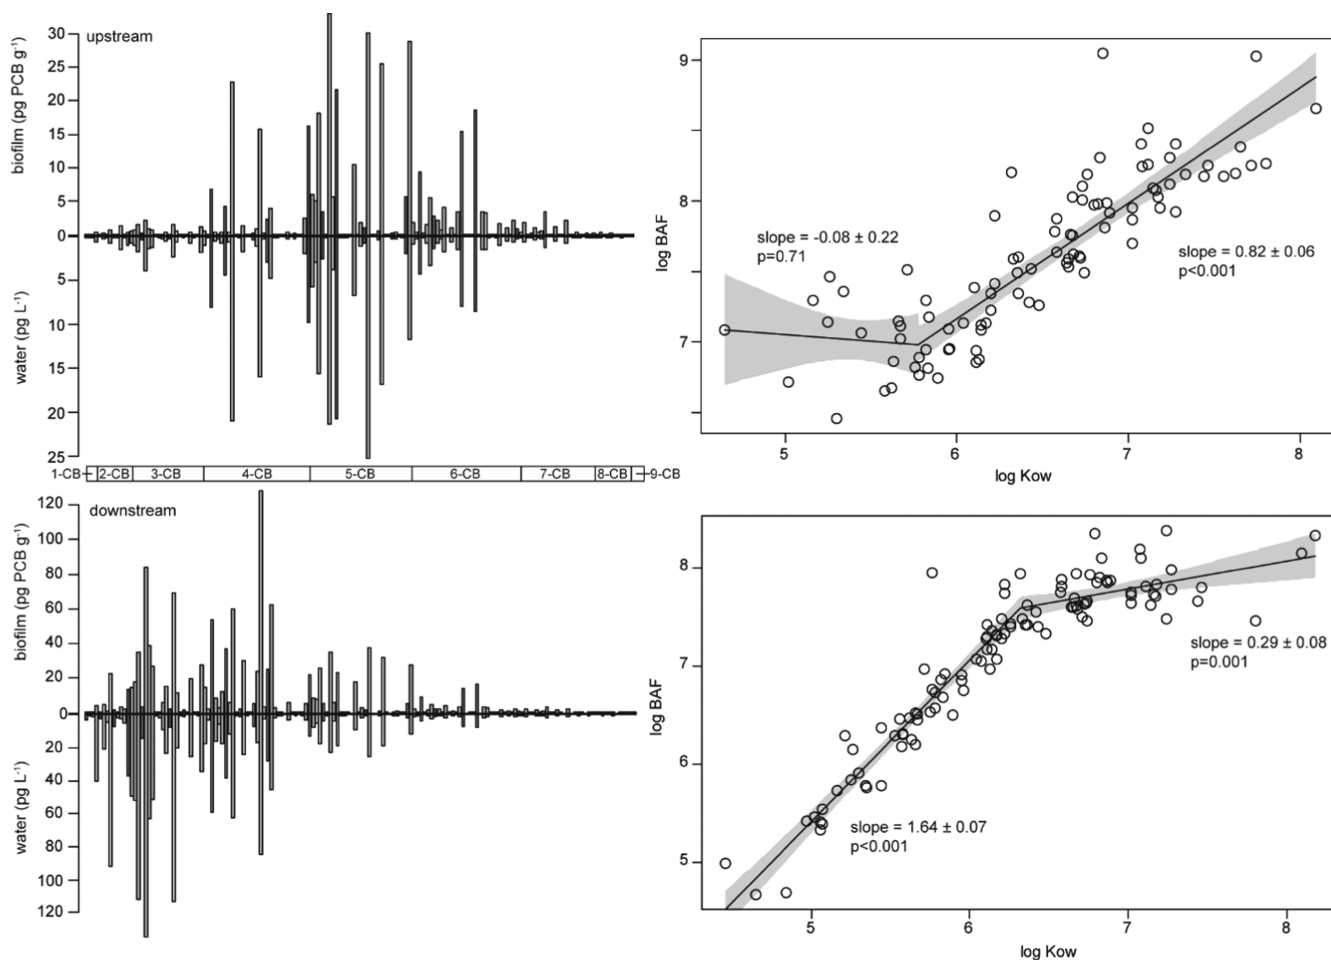 upstream
biofilm (pg PCB g⁻¹)
30
25
20
15
10
5
0
5
10
15
20
25
water (pg L⁻¹)
1-CB
2-CB
3-CB
4-CB
5-CB
6-CB
7-CB
8-CB
9-CB
downstream
biofilm (pg PCB g⁻¹)
120
100
80
60
40
20
0
20
40
60
80
100
120
water (pg L⁻¹)
9
8
7
log BAF
slope = -0.08 ± 0.22
p=0.71
slope = 0.82 ± 0.06
p<0.001
5
6
7
8
log Kow
8
7
6
5
log BAF
slope = 0.29 ± 0.08
p=0.001
slope = 1.64 ± 0.07
p<0.001
5
6
7
8
log Kow